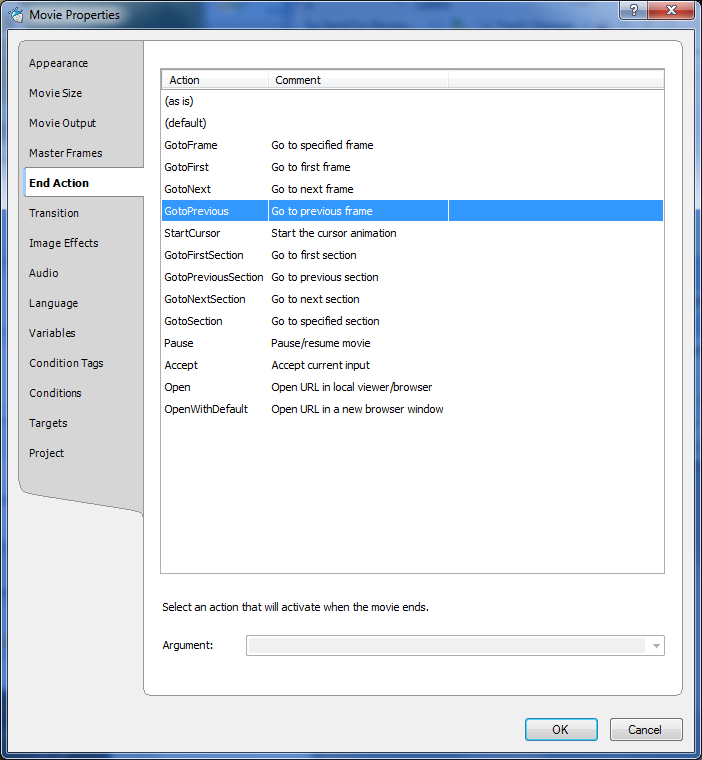 Movie Properties
?
Appearance
Movie Size
Movie Output
Master Frames
End Action
Transition
Image Effects
Audio
Language
Variables
Condition Tags
Conditions
Targets
Project
Action Comment
(as is)
(default)
GotoFrame Go to specified frame
GotoFirst Go to first frame
GotoNext Go to next frame
GotoPrevious Go to previous frame
StartCursor Start the cursor animation
GotoFirstSection Go to first section
GotoPreviousSection Go to previous section
GotoNextSection Go to next section
GotoSection Go to specified section
Pause Pause/resume movie
Accept Accept current input
Open Open URL in local viewer/browser
OpenWithDefault Open URL in a new browser window
Select an action that will activate when the movie ends.
Argument:
OK Cancel